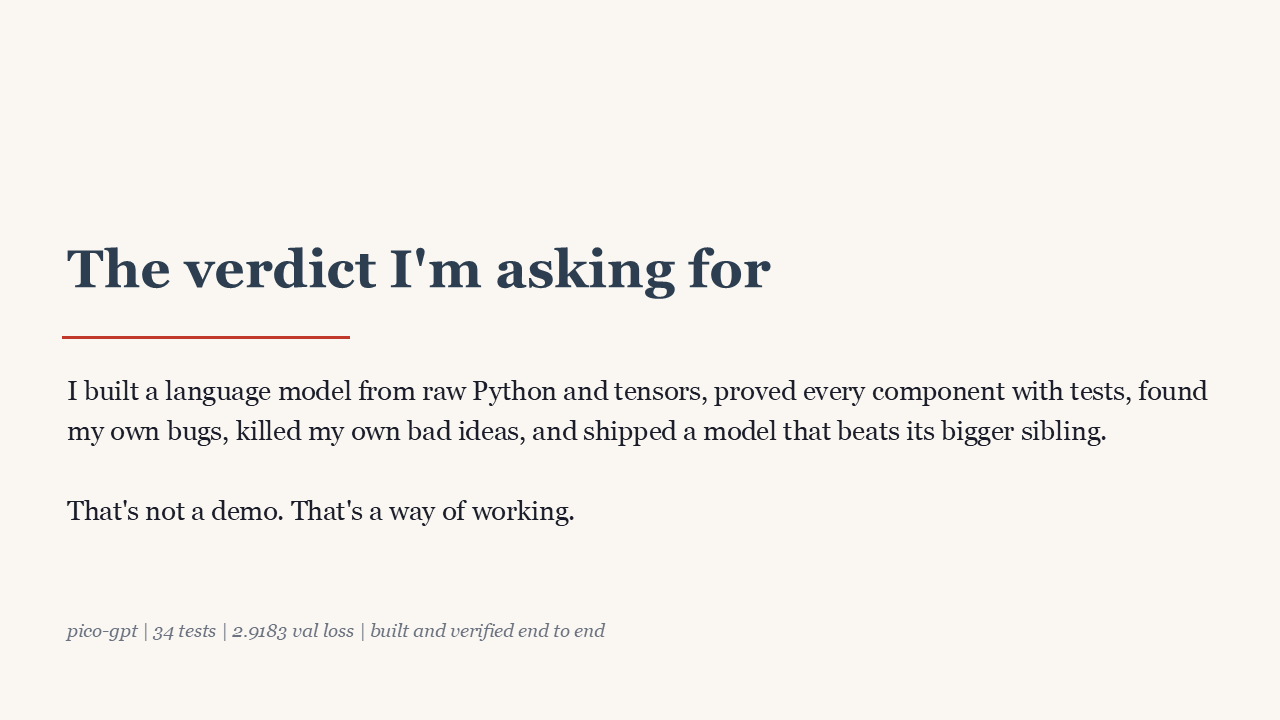 The verdict I'm asking for
I built a language model from raw Python and tensors, proved every component with tests, found
my own bugs, killed my own bad ideas, and shipped a model that beats its bigger sibling.
That's not a demo. That's a way of working.
pico-gpt | 34 tests | 2.9183 val loss | built and verified end to end